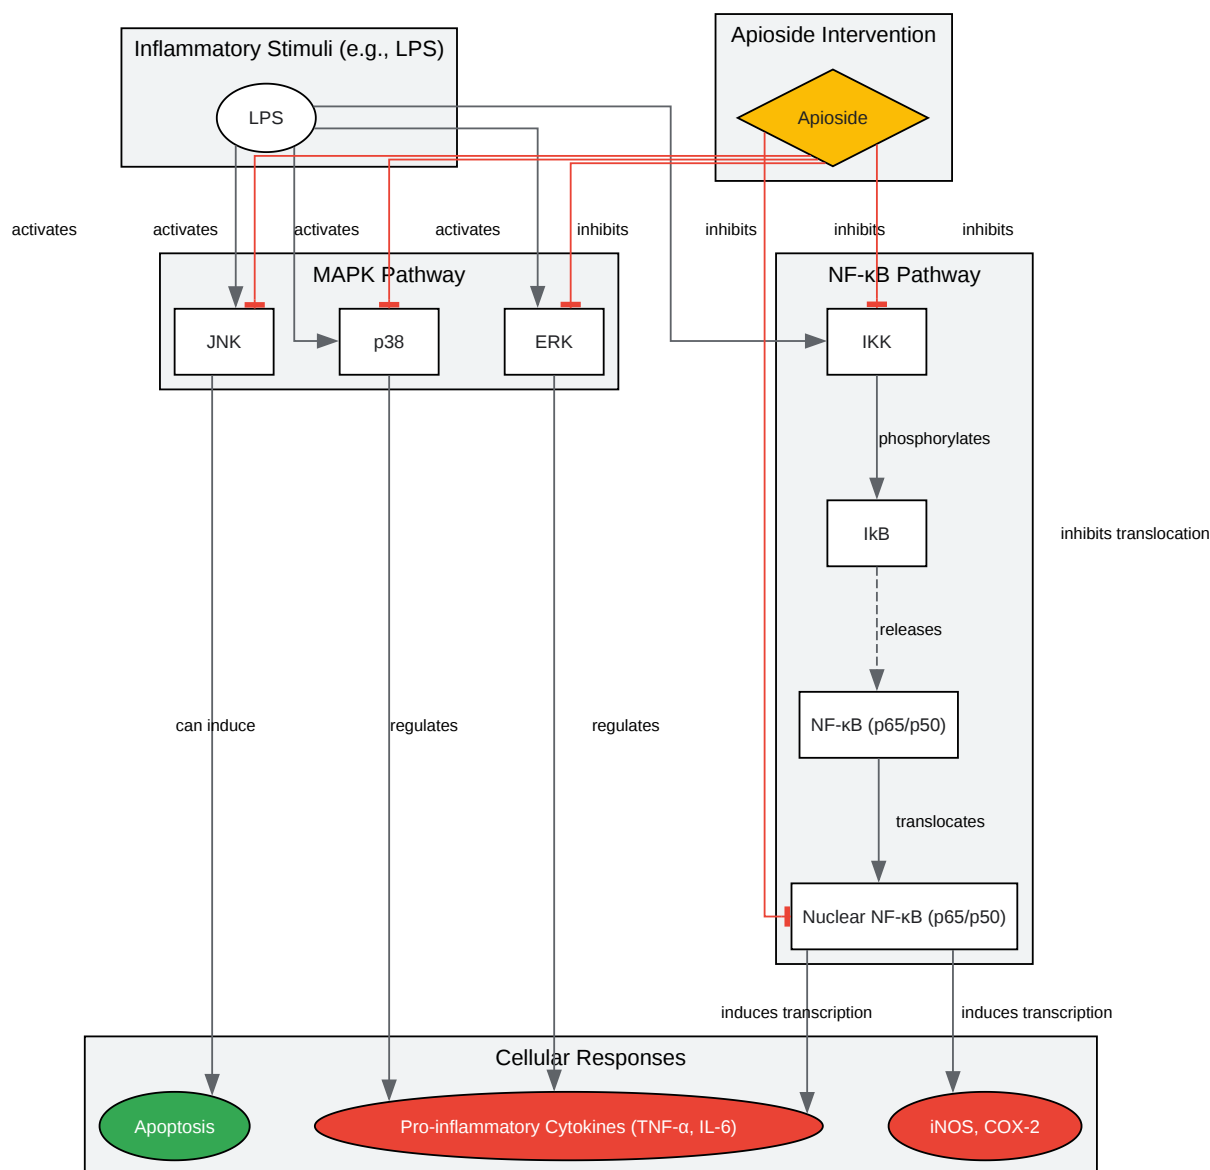 Inflammatory Stimuli (e.g., LPS)
Apioside Intervention
LPS
Apioside
activates
activates
activates
activates
inhibits
inhibits
inhibits
inhibits
MAPK Pathway
NF-κB Pathway
JNK
p38
ERK
IKK
phosphorylates
IkB
inhibits translocation
releases
NF-κB (p65/p50)
can induce
regulates
regulates
translocates
Nuclear NF-κB (p65/p50)
induces transcription
induces transcription
Cellular Responses
Apoptosis
Pro-inflammatory Cytokines (TNF-α, IL-6)
iNOS, COX-2